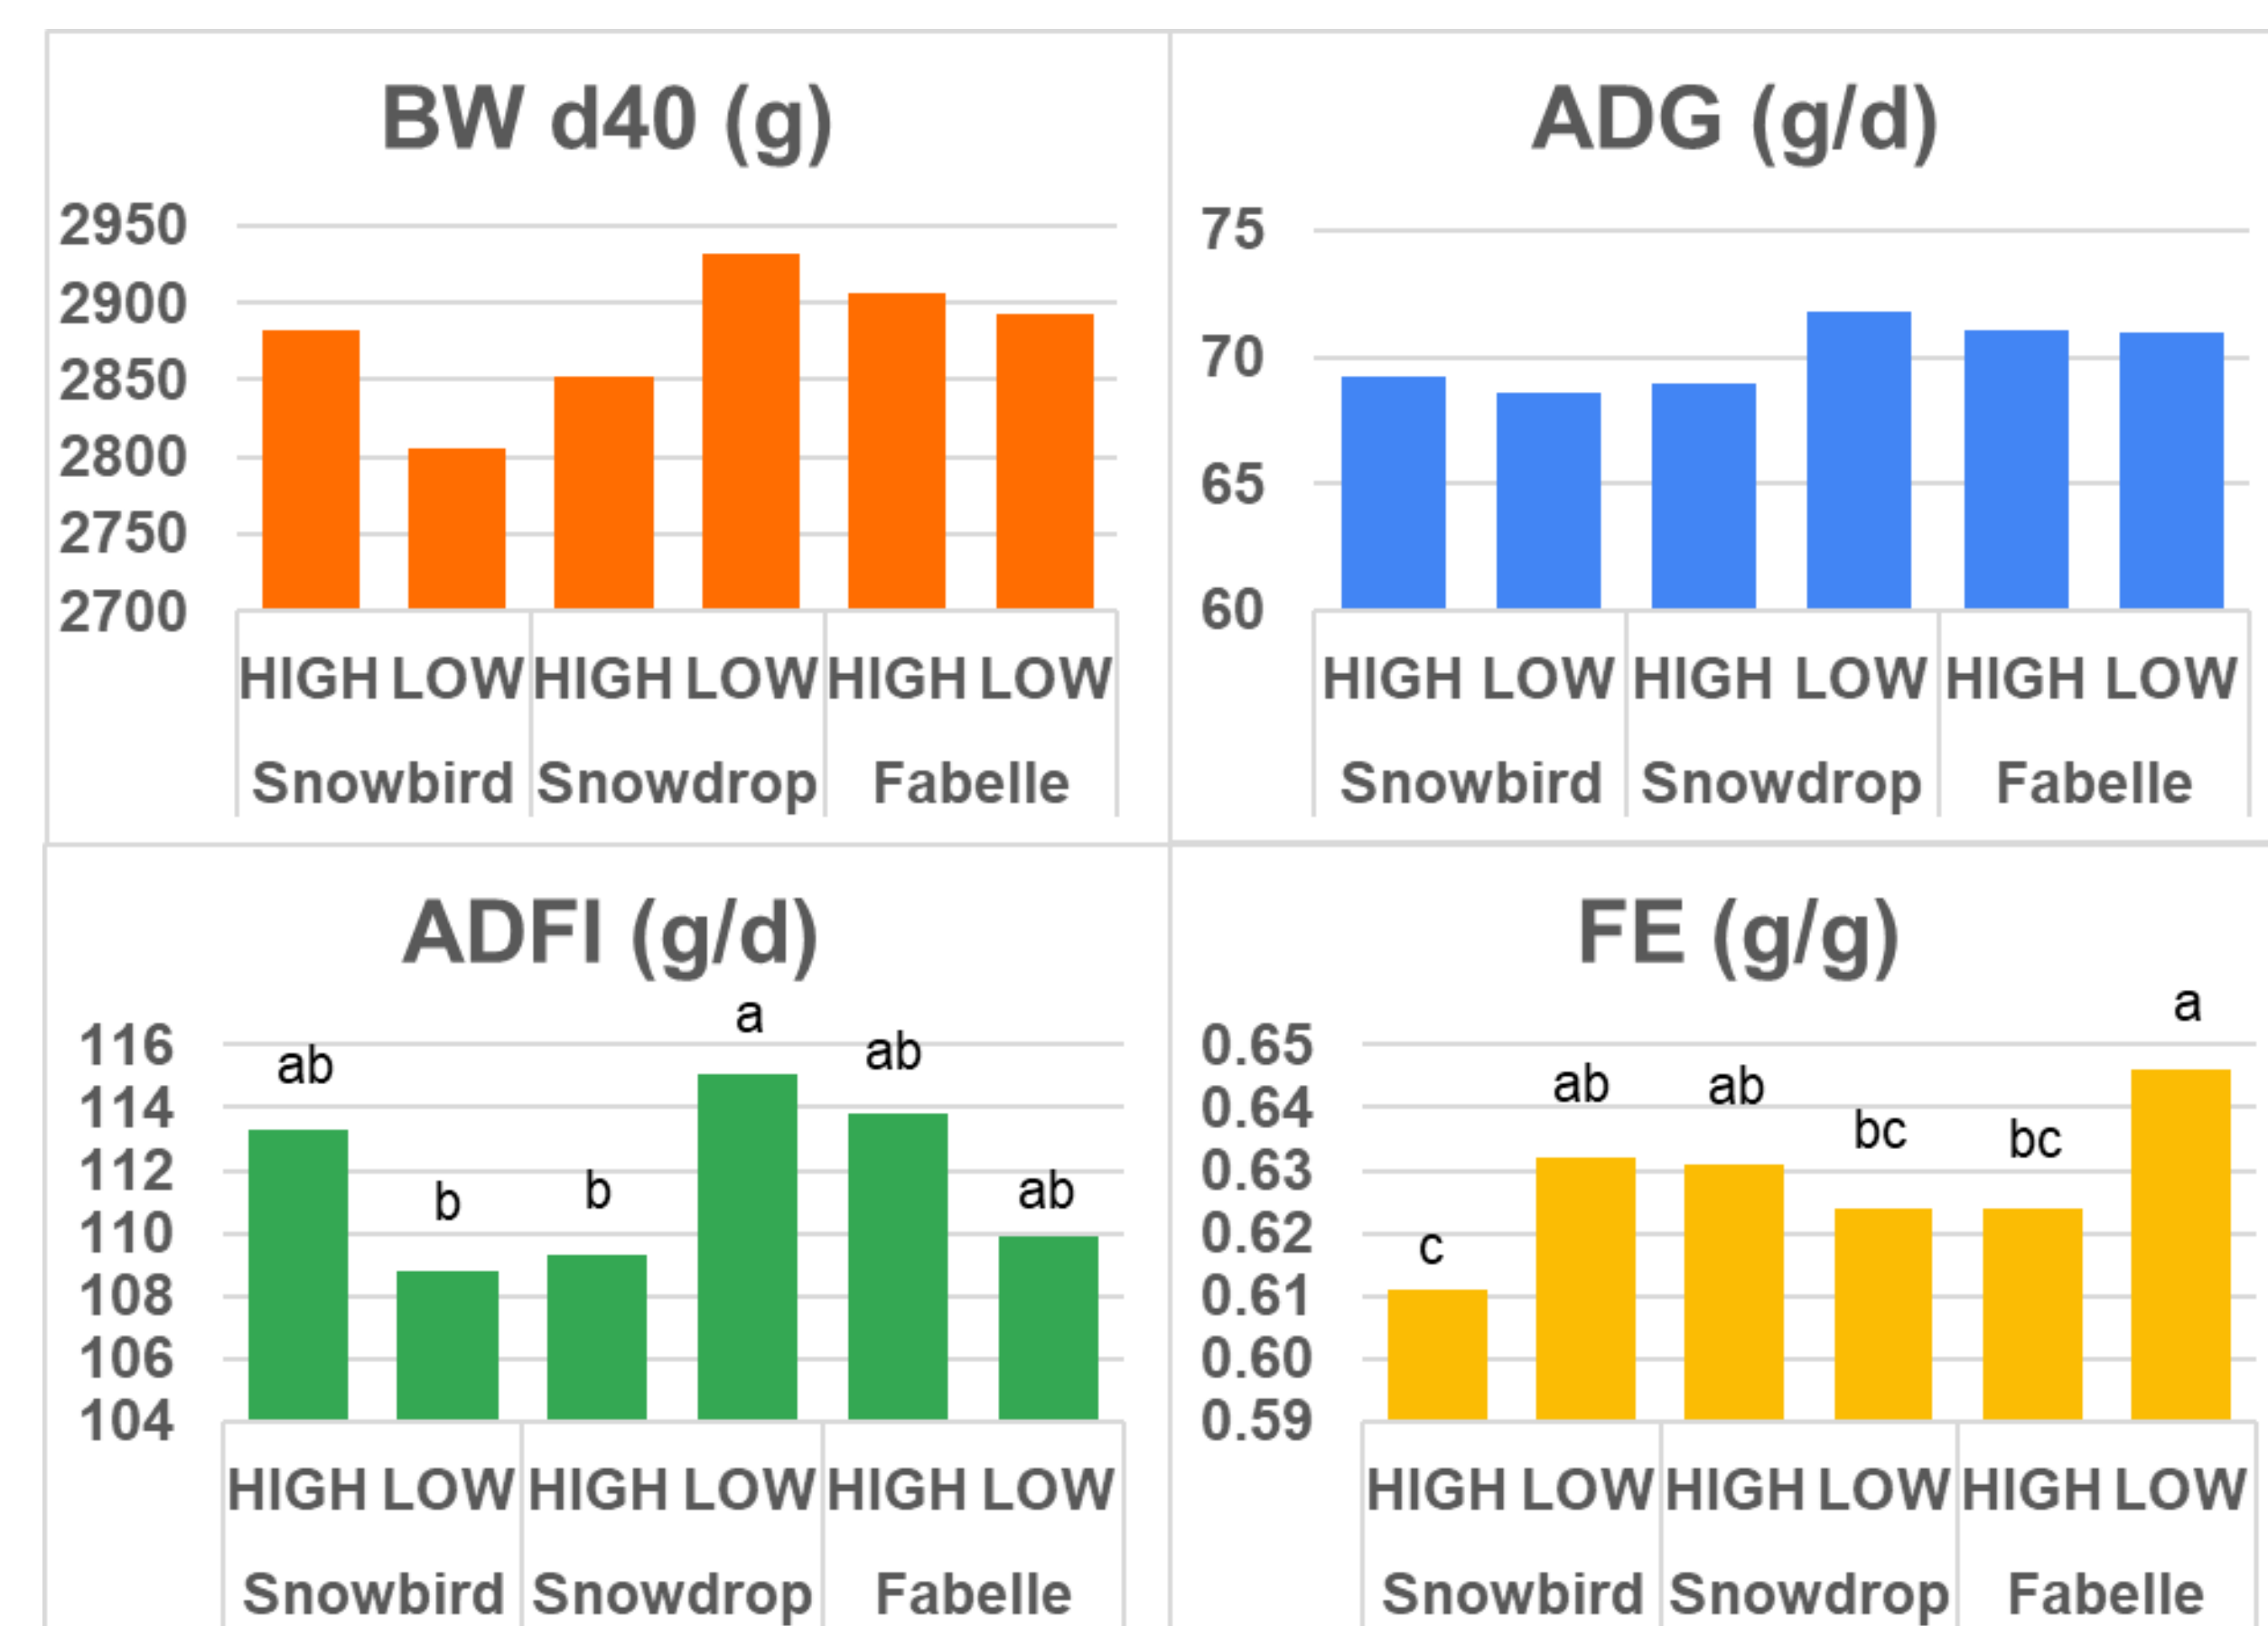 BW d40 (g)
2950
2900
2850
2800
2750
2700
HIGH LOW HIGH LOW HIGH LOW
Snowbird Snowdrop Fabelle
ADG (g/d)
75
70
65
60
HIGH LOW HIGH LOW HIGH LOW
Snowbird Snowdrop Fabelle
ADFI (g/d)
a
116
ab ab
114
112
b b ab
110
108
106
104
HIGH LOW HIGH LOW HIGH LOW
Snowbird Snowdrop Fabelle
FE (g/g)
a
0.65
ab ab
0.64
bc bc
0.63
0.62
c
0.61
0.60
0.59
HIGH LOW HIGH LOW HIGH LOW
Snowbird Snowdrop Fabelle